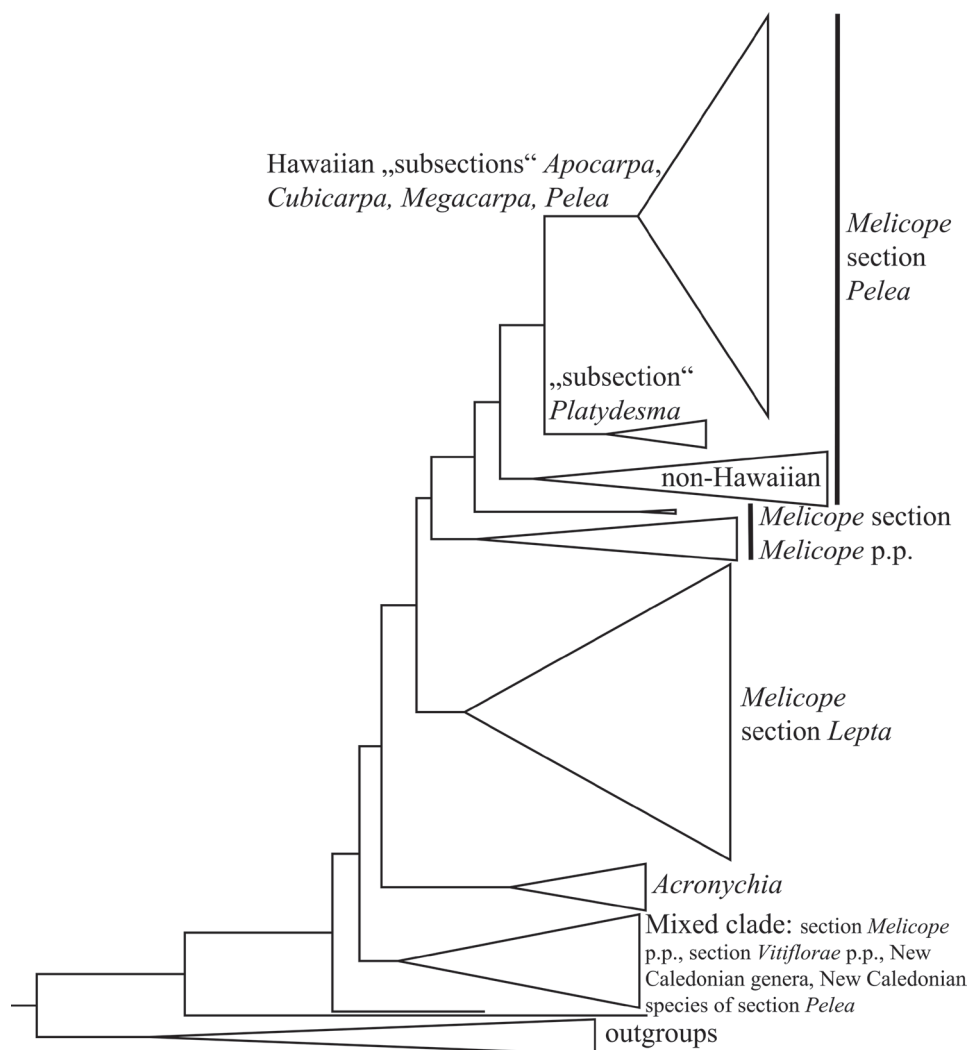 Hawaiian „subsections“ Apocarpa,
Cubicarpa, Megacarpa, Pelea
Melicope
section
Pelea
„subsection“
Platydesma
non-Hawaiian
Melicope section
Melicope p.p.
Melicope
section Lepta
Acronychia
Mixed clade: section Melicope
p.p., section Vitiflorae p.p., New
Caledonian genera, New Caledonian
species of section Pelea
outgroups